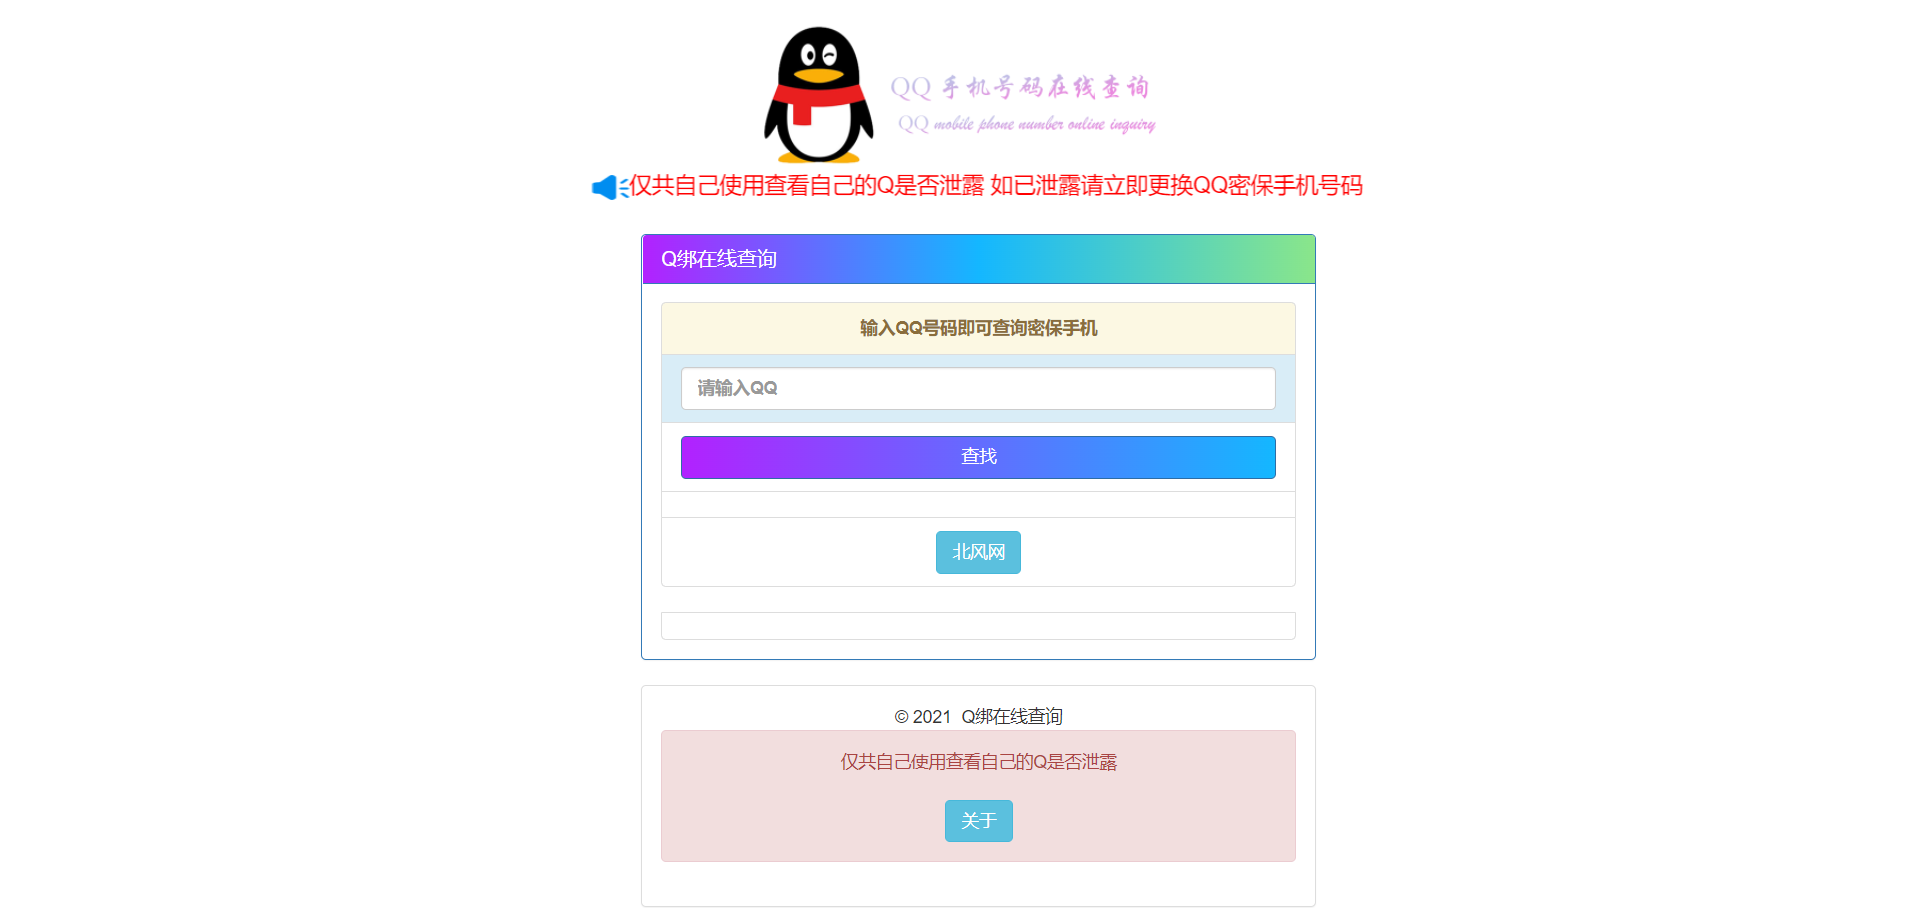 QQ 手机号码在线查询
QQ mobile phone number online inquiry
仅共自己使用查看自己的Q是否泄露 如已泄露请立即更换QQ密保手机号码
Q绑在线查询
输入QQ号码即可查询密保手机
请输入QQ
查找
北风网
© 2021 Q绑在线查询
仅共自己使用查看自己的Q是否泄露
关于